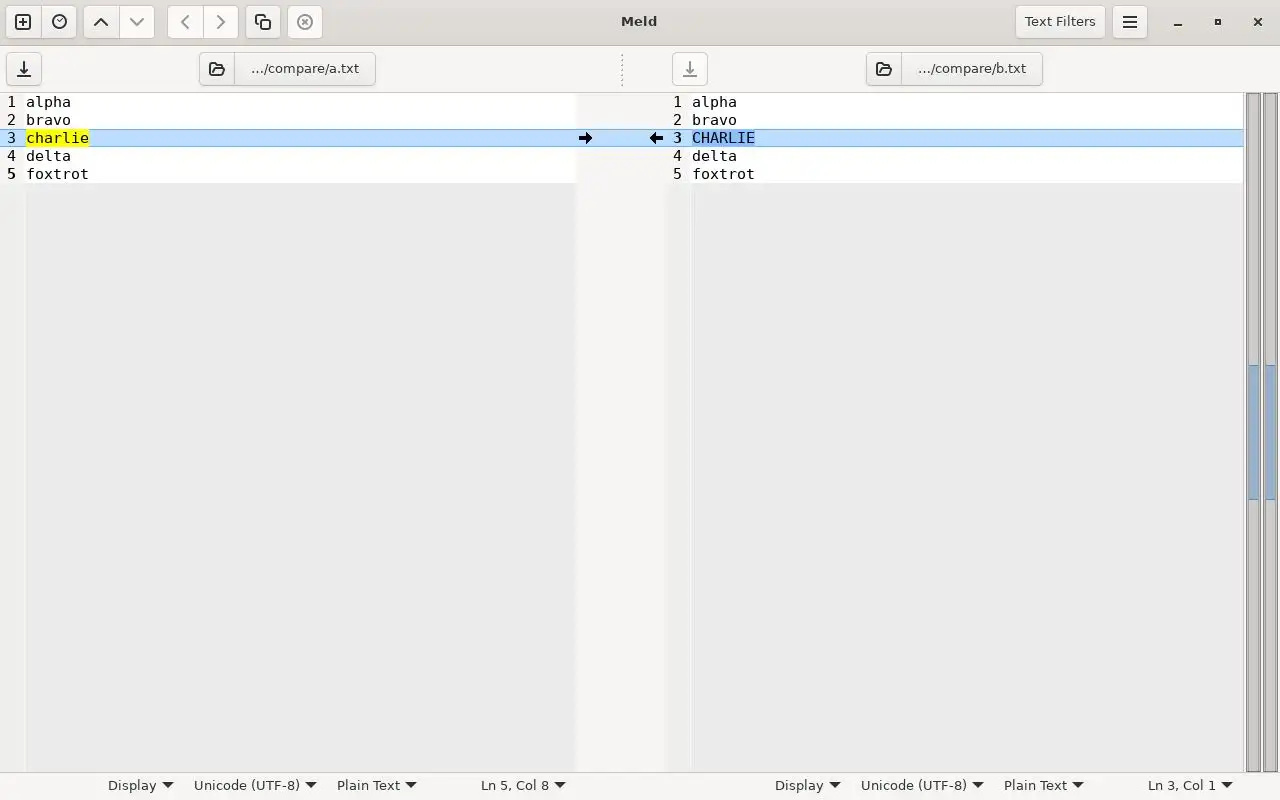 Meld
Text Filters
.../compare/a.txt
.../compare/b.txt
1 alpha
2 bravo
3 charlie
4 delta
5 foxtrot
1 alpha
2 bravo
3 CHARLIE
4 delta
5 foxtrot
Display Unicode (UTF-8) Plain Text Ln 5, Col 8
Display Unicode (UTF-8) Plain Text Ln 3, Col 1